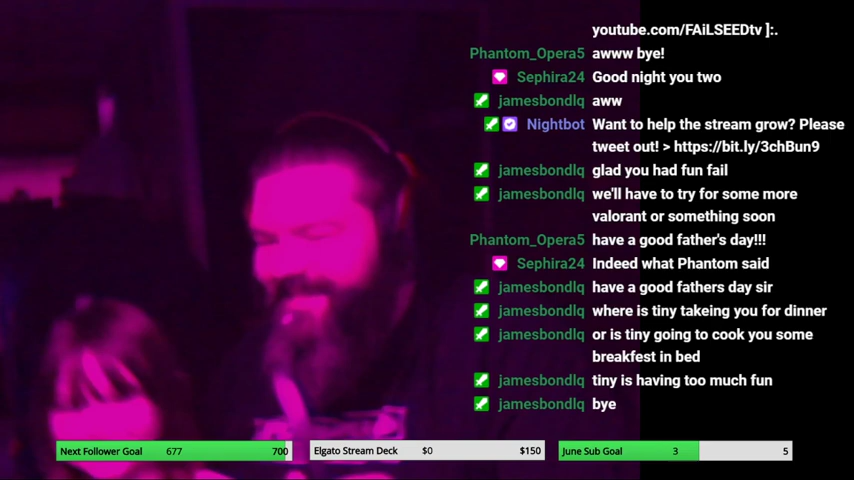 youtube.com/FAiLSEEDtv ]:.
Phantom_Opera5 awww bye!
Sephira24 Good night you two
jamesbondlq aww
Nightbot Want to help the stream grow? Please
tweet out! > https://bit.ly/3chBun9
jamesbondlq glad you had fun fail
jamesbondlq we'll have to try for some more
valorant or something soon
Phantom_Opera5 have a good father's day!!!
Sephira24 Indeed what Phantom said
jamesbondlq have a good fathers day sir
jamesbondlq where is tiny takeing you for dinner
jamesbondlq or is tiny going to cook you some
breekfest in bed
jamesbondlq tiny is having too much fun
jamesbondlq bye
Next Follower Goal 677 700
Elgato Stream Deck $0 $150
June Sub Goal 3 5